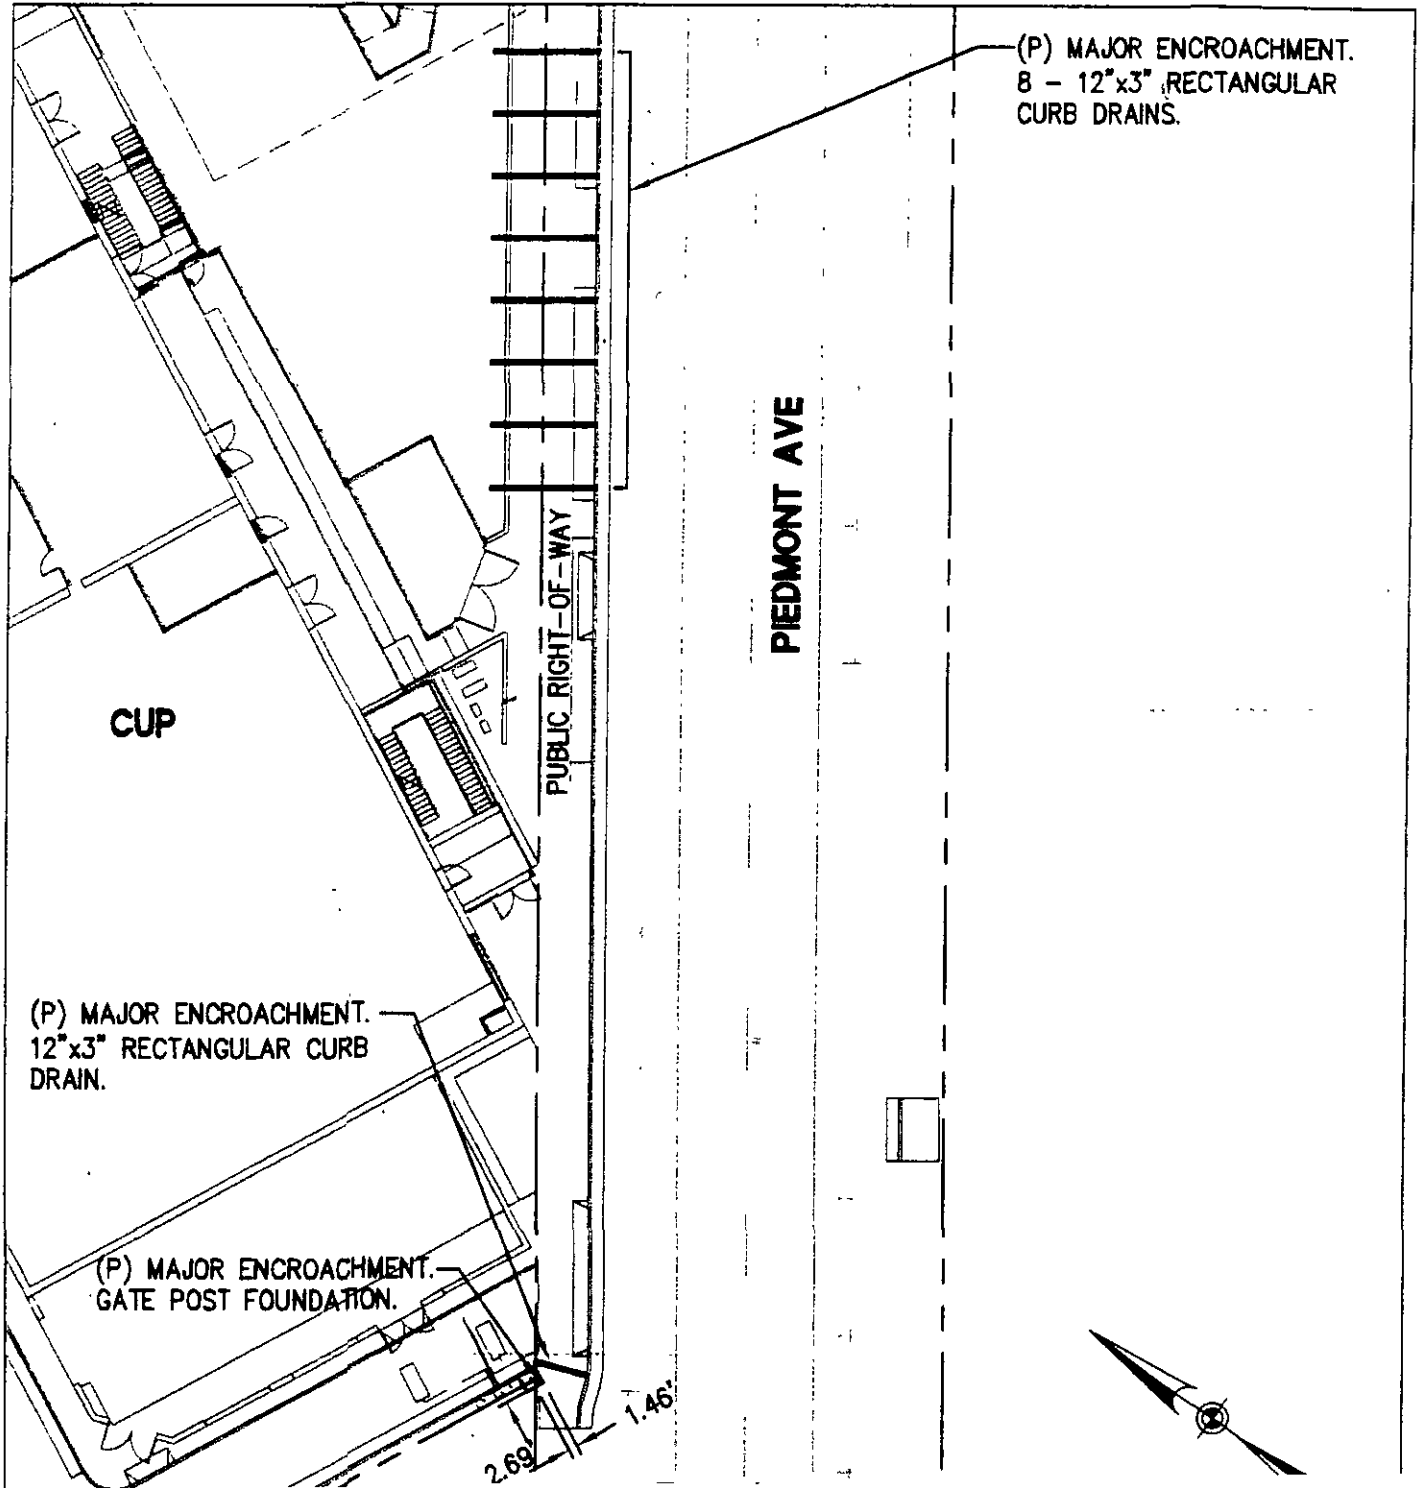 (P) MAJOR ENCROACHMENT.
8 - 12"x3" RECTANGULAR
CURB DRAINS.
PIEDMONT AVE
PUBLIC RIGHT-OF-WAY
CUP
(P) MAJOR ENCROACHMENT.
12"x3" RECTANGULAR CURB
DRAIN.
(P) MAJOR ENCROACHMENT.
GATE POST FOUNDATION.
1.46'
2.69